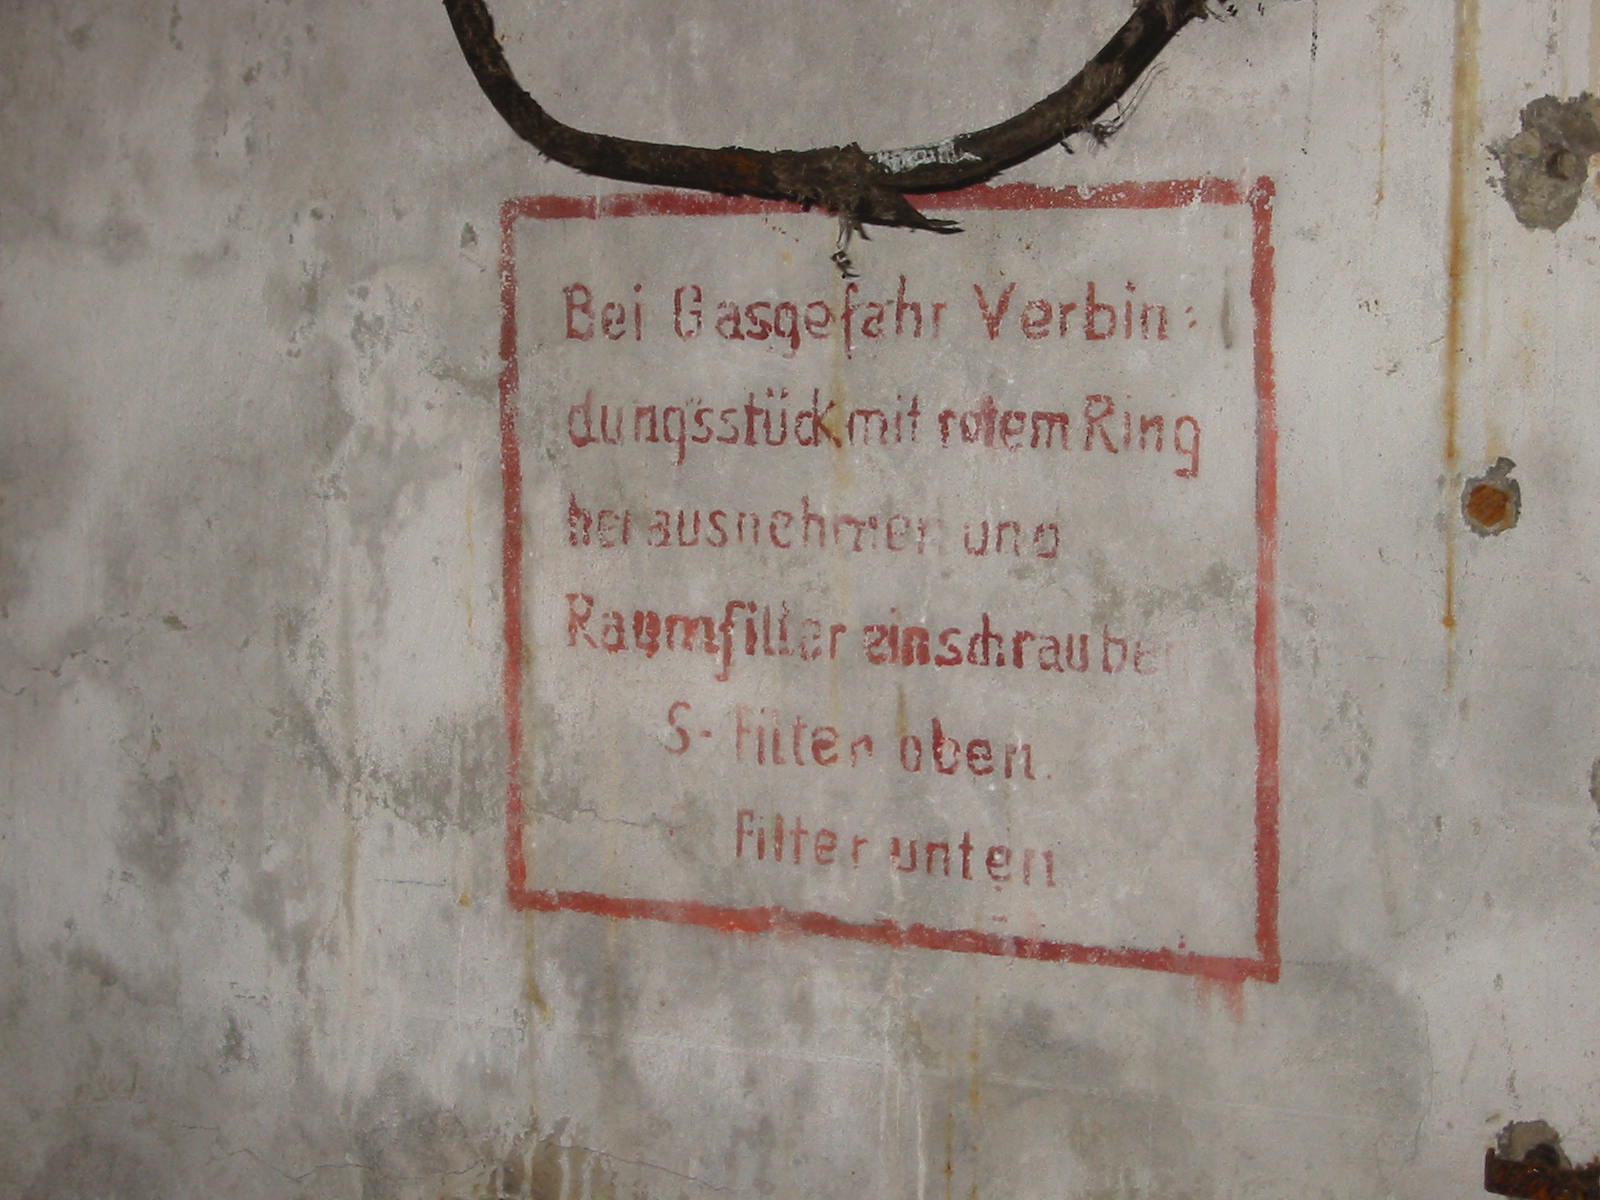 Bei Gasgefahr Verbin-
dungsstück mit rotem Ring
herausnehmen und
Raumfilter einschrauben
S-Filter oben.
Filter unten